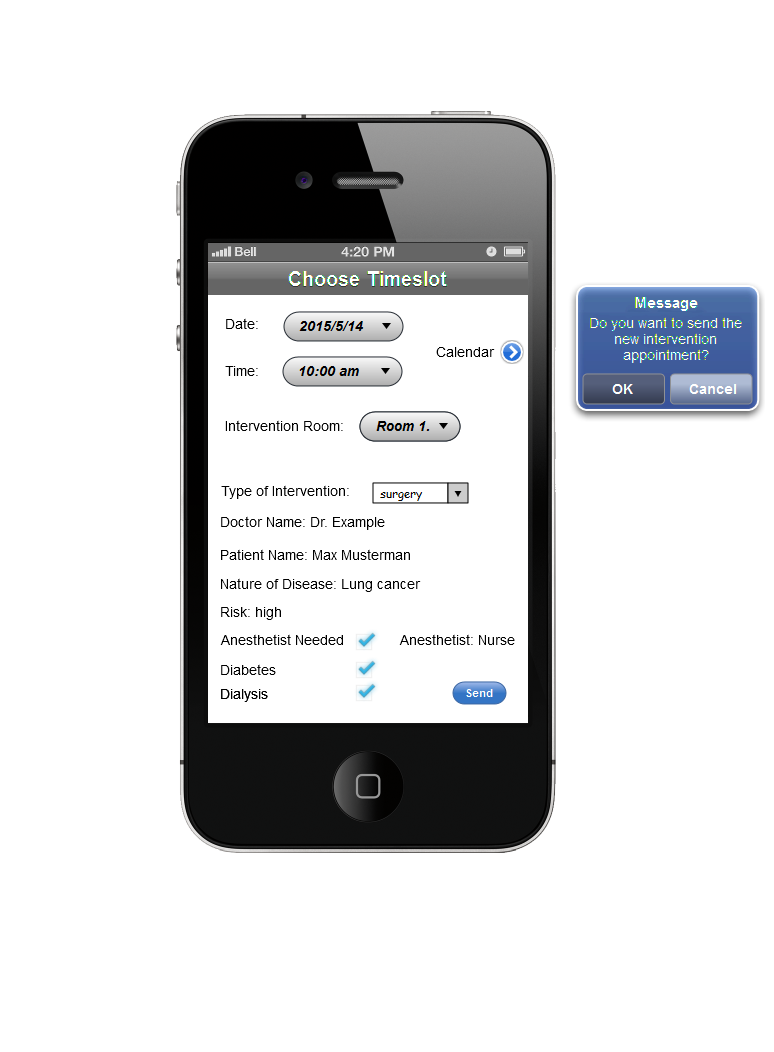 Bell 4:20 PM
Choose Timeslot
Date: 2015/5/14
Calendar
Time: 10:00 am
Intervention Room: Room 1.
Type of Intervention: surgery
Doctor Name: Dr. Example
Patient Name: Max Musterman
Nature of Disease: Lung cancer
Risk: high
Anesthetist Needed Anesthetist: Nurse
Diabetes
Dialysis
Send
Message
Do you want to send the
new intervention
appointment?
OK Cancel